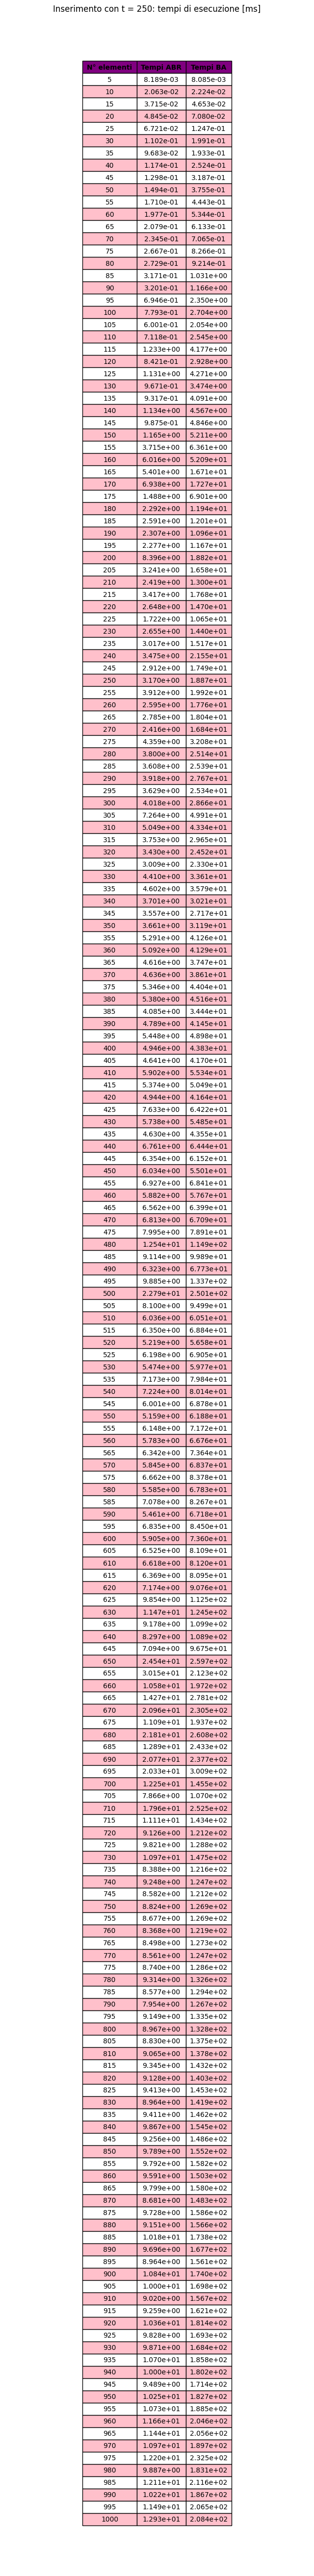 Inserimento con t = 250: tempi di esecuzione [ms]
N° elementi Tempi ABR Tempi BA
5 8.189e-03 8.085e-03
10 2.063e-02 2.224e-02
15 3.715e-02 4.653e-02
20 4.845e-02 7.080e-02
25 6.721e-02 1.247e-01
30 1.102e-01 1.991e-01
35 9.683e-02 1.933e-01
40 1.174e-01 2.524e-01
45 1.298e-01 3.187e-01
50 1.494e-01 3.755e-01
55 1.710e-01 4.443e-01
60 1.977e-01 5.344e-01
65 2.079e-01 6.133e-01
70 2.345e-01 7.065e-01
75 2.667e-01 8.266e-01
80 2.729e-01 9.214e-01
85 3.171e-01 1.031e+00
90 3.201e-01 1.166e+00
95 6.946e-01 2.350e+00
100 7.793e-01 2.704e+00
105 6.001e-01 2.054e+00
110 7.118e-01 2.545e+00
115 1.233e+00 4.177e+00
120 8.421e-01 2.928e+00
125 1.131e+00 4.271e+00
130 9.671e-01 3.474e+00
135 9.317e-01 4.091e+00
140 1.134e+00 4.567e+00
145 9.875e-01 4.846e+00
150 1.165e+00 5.211e+00
155 3.715e+00 6.361e+00
160 6.016e+00 5.209e+01
165 5.401e+00 1.671e+01
170 6.938e+00 1.727e+01
175 1.488e+00 6.901e+00
180 2.292e+00 1.194e+01
185 2.591e+00 1.201e+01
190 2.307e+00 1.096e+01
195 2.277e+00 1.167e+01
200 8.396e+00 1.882e+01
205 3.241e+00 1.658e+01
210 2.419e+00 1.300e+01
215 3.417e+00 1.768e+01
220 2.648e+00 1.470e+01
225 1.722e+00 1.065e+01
230 2.655e+00 1.440e+01
235 3.017e+00 1.517e+01
240 3.475e+00 2.155e+01
245 2.912e+00 1.749e+01
250 3.170e+00 1.887e+01
255 3.912e+00 1.992e+01
260 2.595e+00 1.776e+01
265 2.785e+00 1.804e+01
270 2.416e+00 1.684e+01
275 4.359e+00 3.208e+01
280 3.800e+00 2.514e+01
285 3.608e+00 2.539e+01
290 3.918e+00 2.767e+01
295 3.629e+00 2.534e+01
300 4.018e+00 2.866e+01
305 7.264e+00 4.991e+01
310 5.049e+00 4.334e+01
315 3.753e+00 2.965e+01
320 3.430e+00 2.452e+01
325 3.009e+00 2.330e+01
330 4.410e+00 3.361e+01
335 4.602e+00 3.579e+01
340 3.701e+00 3.021e+01
345 3.557e+00 2.717e+01
350 3.661e+00 3.119e+01
355 5.291e+00 4.126e+01
360 5.092e+00 4.129e+01
365 4.616e+00 3.747e+01
370 4.636e+00 3.861e+01
375 5.346e+00 4.404e+01
380 5.380e+00 4.516e+01
385 4.085e+00 3.444e+01
390 4.789e+00 4.145e+01
395 5.448e+00 4.898e+01
400 4.946e+00 4.383e+01
405 4.641e+00 4.170e+01
410 5.902e+00 5.534e+01
415 5.374e+00 5.049e+01
420 4.944e+00 4.164e+01
425 7.633e+00 6.422e+01
430 5.738e+00 5.485e+01
435 4.630e+00 4.355e+01
440 6.761e+00 6.444e+01
445 6.354e+00 6.152e+01
450 6.034e+00 5.501e+01
455 6.927e+00 6.841e+01
460 5.882e+00 5.767e+01
465 6.562e+00 6.399e+01
470 6.813e+00 6.709e+01
475 7.995e+00 7.891e+01
480 1.254e+01 1.149e+02
485 9.114e+00 9.989e+01
490 6.323e+00 6.773e+01
495 9.885e+00 1.337e+02
500 2.279e+01 2.501e+02
505 8.100e+00 9.499e+01
510 6.036e+00 6.051e+01
515 6.350e+00 6.884e+01
520 5.219e+00 5.658e+01
525 6.198e+00 6.905e+01
530 5.474e+00 5.977e+01
535 7.173e+00 7.984e+01
540 7.224e+00 8.014e+01
545 6.001e+00 6.878e+01
550 5.159e+00 6.188e+01
555 6.148e+00 7.172e+01
560 5.783e+00 6.676e+01
565 6.342e+00 7.364e+01
570 5.845e+00 6.837e+01
575 6.662e+00 8.378e+01
580 5.585e+00 6.783e+01
585 7.078e+00 8.267e+01
590 5.461e+00 6.718e+01
595 6.835e+00 8.450e+01
600 5.905e+00 7.360e+01
605 6.525e+00 8.109e+01
610 6.618e+00 8.120e+01
615 6.369e+00 8.095e+01
620 7.174e+00 9.076e+01
625 9.854e+00 1.125e+02
630 1.147e+01 1.245e+02
635 9.178e+00 1.099e+02
640 8.297e+00 1.089e+02
645 7.094e+00 9.675e+01
650 2.454e+01 2.597e+02
655 3.015e+01 2.123e+02
660 1.058e+01 1.972e+02
665 1.427e+01 2.781e+02
670 2.096e+01 2.305e+02
675 1.109e+01 1.937e+02
680 2.181e+01 2.608e+02
685 1.289e+01 2.433e+02
690 2.077e+01 2.377e+02
695 2.033e+01 3.009e+02
700 1.225e+01 1.455e+02
705 7.866e+00 1.070e+02
710 1.796e+01 2.525e+02
715 1.111e+01 1.434e+02
720 9.126e+00 1.212e+02
725 9.821e+00 1.288e+02
730 1.097e+01 1.475e+02
735 8.388e+00 1.216e+02
740 9.248e+00 1.247e+02
745 8.582e+00 1.212e+02
750 8.824e+00 1.269e+02
755 8.677e+00 1.269e+02
760 8.368e+00 1.219e+02
765 8.498e+00 1.273e+02
770 8.561e+00 1.247e+02
775 8.740e+00 1.286e+02
780 9.314e+00 1.326e+02
785 8.577e+00 1.294e+02
790 7.954e+00 1.267e+02
795 9.149e+00 1.335e+02
800 8.967e+00 1.328e+02
805 8.830e+00 1.375e+02
810 9.065e+00 1.378e+02
815 9.345e+00 1.432e+02
820 9.128e+00 1.403e+02
825 9.413e+00 1.453e+02
830 8.964e+00 1.419e+02
835 9.411e+00 1.462e+02
840 9.867e+00 1.545e+02
845 9.256e+00 1.486e+02
850 9.789e+00 1.552e+02
855 9.792e+00 1.582e+02
860 9.591e+00 1.503e+02
865 9.799e+00 1.580e+02
870 8.681e+00 1.483e+02
875 9.728e+00 1.586e+02
880 9.151e+00 1.566e+02
885 1.018e+01 1.738e+02
890 9.696e+00 1.677e+02
895 8.964e+00 1.561e+02
900 1.084e+01 1.740e+02
905 1.000e+01 1.698e+02
910 9.020e+00 1.567e+02
915 9.259e+00 1.621e+02
920 1.036e+01 1.814e+02
925 9.828e+00 1.693e+02
930 9.871e+00 1.684e+02
935 1.070e+01 1.858e+02
940 1.000e+01 1.802e+02
945 9.489e+00 1.714e+02
950 1.025e+01 1.827e+02
955 1.073e+01 1.885e+02
960 1.166e+01 2.046e+02
965 1.144e+01 2.056e+02
970 1.097e+01 1.897e+02
975 1.220e+01 2.325e+02
980 9.887e+00 1.831e+02
985 1.211e+01 2.116e+02
990 1.022e+01 1.867e+02
995 1.149e+01 2.065e+02
1000 1.293e+01 2.084e+02